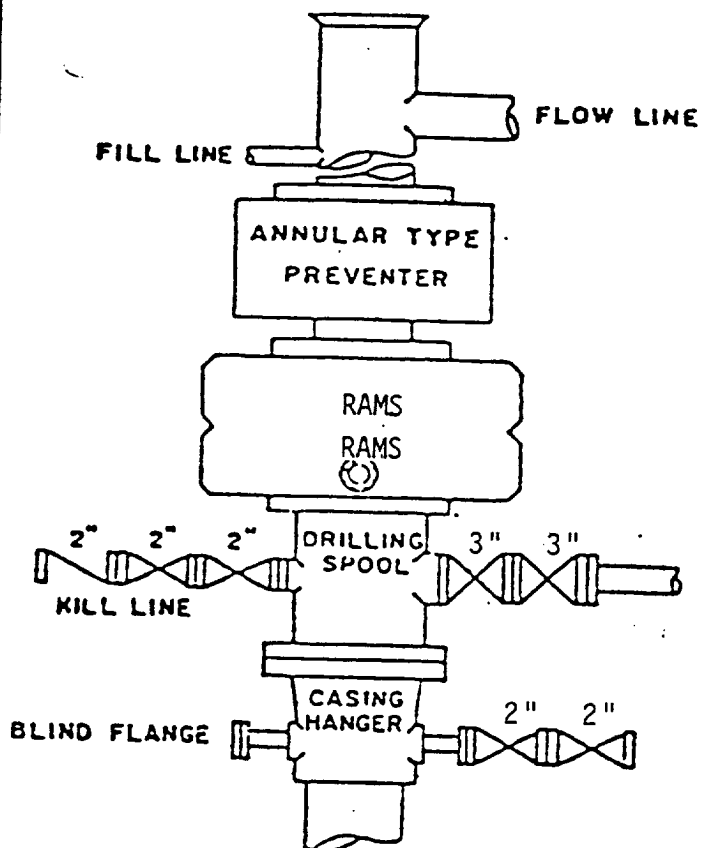 FLOW LINE
FILL LINE
ANNULAR TYPE
PREVENTER
RAMS
RAMS
2" 2" 2"
DRILLING
SPOOL
3" 3"
KILL LINE
CASING
HANGER
2" 2"
BLIND FLANGE